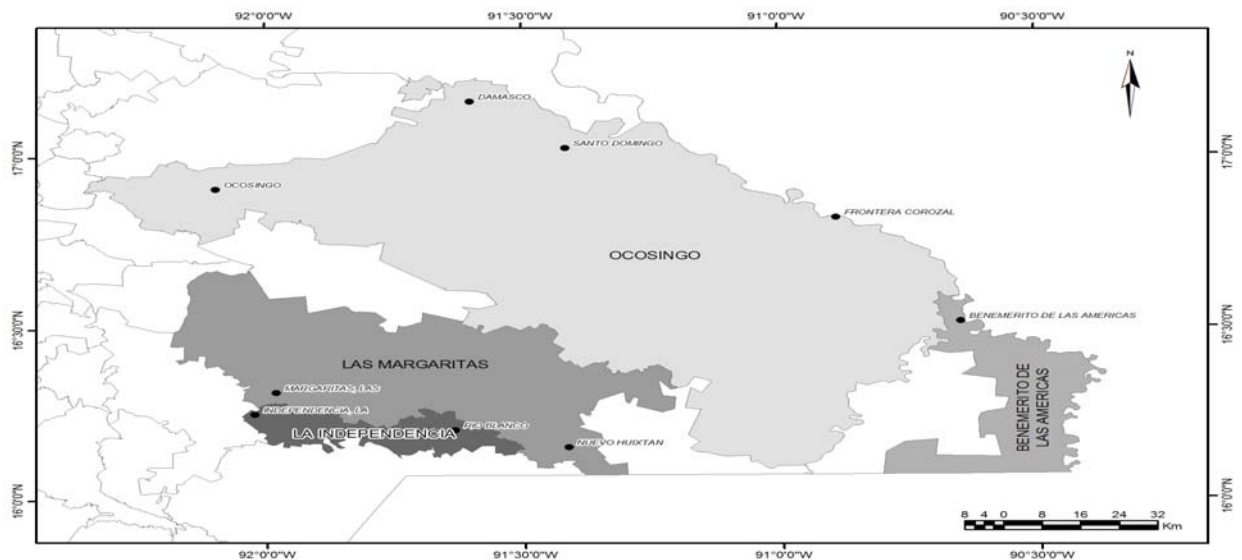 92°0'0"W 91°30'0"W 91°0'0"W 90°30'0"W
N
DAMASCO
17°0'0"N
SANTO DOMINGO
17°0'0"N
OCOSINGO
FRONTERA COROZAL
OCOSINGO
BENEMERITO DE LAS AMERICAS
16°30'0"N
16°30'0"N
LAS MARGARITAS
MARGARITAS, LAS
BENEMERITO DE
LAS AMERICAS
INDEPENDENCIA, LA
RIO BLANCO
LA INDEPENDENCIA
NUEVO HUIXTAN
16°0'0"N
16°0'0"N
8 4 0 8 16 24 32
Km
92°0'0"W 91°30'0"W 91°0'0"W 90°30'0"W